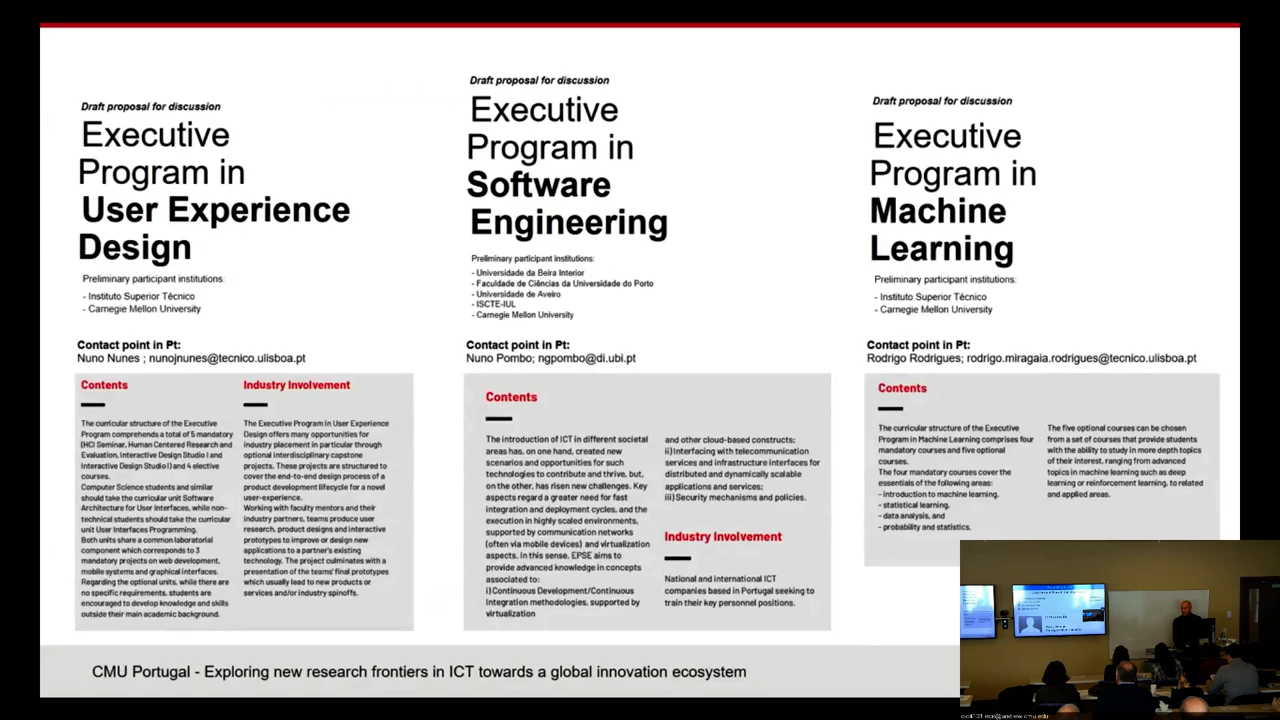 Draft proposal for discussion
Executive
Program in
User Experience
Design
Preliminary participant institutions:
- Instituto Superior Técnico
- Carnegie Mellon University
Contact point in Pt:
Nuno Nunes ; nunojnunes@tecnico.ulisboa.pt
Contents
The curricular structure of the Executive
Program comprehends a total of 5 mandatory
(HCI Seminar, Human Centered Research and
Evaluation, Interactive Design Studio I and
Interactive Design Studio I) and 4 elective
courses.
Computer Science students and similar
should take the curricular unit Software
Architecture for User Interfaces, while non-
technical students should take the curricular
unit User Interfaces Programming.
Both units share a common laboratorial
component which corresponds to 3
mandatory projects on web development,
mobile systems and graphical interfaces.
Regarding the optional units, while there are
no specific requirements, students are
encouraged to develop knowledge and skills
outside their main academic background.
Industry Involvement
The Executive Program in User Experience
Design offers many opportunities for
industry placement in particular through
optional interdisciplinary capstone
projects. These projects are structured to
cover the end-to-end design process of a
product development lifecycle for a novel
user-experience.
Working with faculty mentors and their
industry partners, teams produce user
research, product designs and interactive
prototypes to improve or design new
applications to a partner's existing
technology. The project culminates with a
presentation of the teams' final prototypes
which usually lead to new products or
services and/or industry spinoffs.
Draft proposal for discussion
Executive
Program in
Software
Engineering
Preliminary participant institutions:
- Universidade da Beira Interior
- Faculdade de Ciências da Universidade do Porto
- Universidade de Aveiro
- ISCTE-IUL
- Carnegie Mellon University
Contact point in Pt:
Nuno Pombo; ngpombo@di.ubi.pt
Contents
The introduction of ICT in different societal
areas has, on one hand, created new
scenarios and opportunities for such
technologies to contribute and thrive, but,
on the other, has risen new challenges. Key
aspects regard a greater need for fast
integration and deployment cycles, and the
execution in highly scaled environments,
supported by communication networks
(often via mobile devices) and virtualization
aspects. In this sense, EPSE aims to
provide advanced knowledge in concepts
associated to:
i)Continuous Development/Continuous
Integration methodologies, supported by
virtualization
and other cloud-based constructs;
ii)Interfacing with telecommunication
services and infrastructure interfaces for
distributed and dynamically scalable
applications and services;
iii)Security mechanisms and policies.
Industry Involvement
National and international ICT
companies based in Portugal seeking to
train their key personnel positions.
Draft proposal for discussion
Executive
Program in
Machine
Learning
Preliminary participant institutions:
- Instituto Superior Técnico
- Carnegie Mellon University
Contact point in Pt:
Rodrigo Rodrigues; rodrigo.miragaia.rodrigues@tecnico.ulisboa.pt
Contents
The curricular structure of the Executive
Program in Machine Learning comprises four
mandatory courses and five optional
courses.
The four mandatory courses cover the
essentials of the following areas:
- introduction to machine learning,
- statistical learning,
- data analysis, and
- probability and statistics.
The five optional courses can be chosen
from a set of courses that provide students
with the ability to study in more depth topics
of their interest, ranging from advanced
topics in machine learning such as deep
learning or reinforcement learning, to related
and applied areas.
CMU Portugal - Exploring new research frontiers in ICT towards a global innovation ecosystem